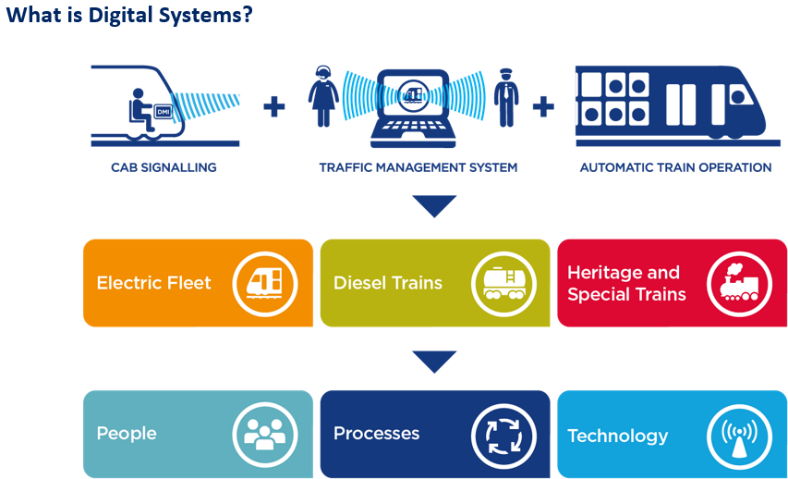 What is Digital Systems?
DMI
CAB SIGNALLING
TRAFFIC MANAGEMENT SYSTEM
AUTOMATIC TRAIN OPERATION
Electric Fleet
Diesel Trains
Heritage and
Special Trains
People
Processes
Technology